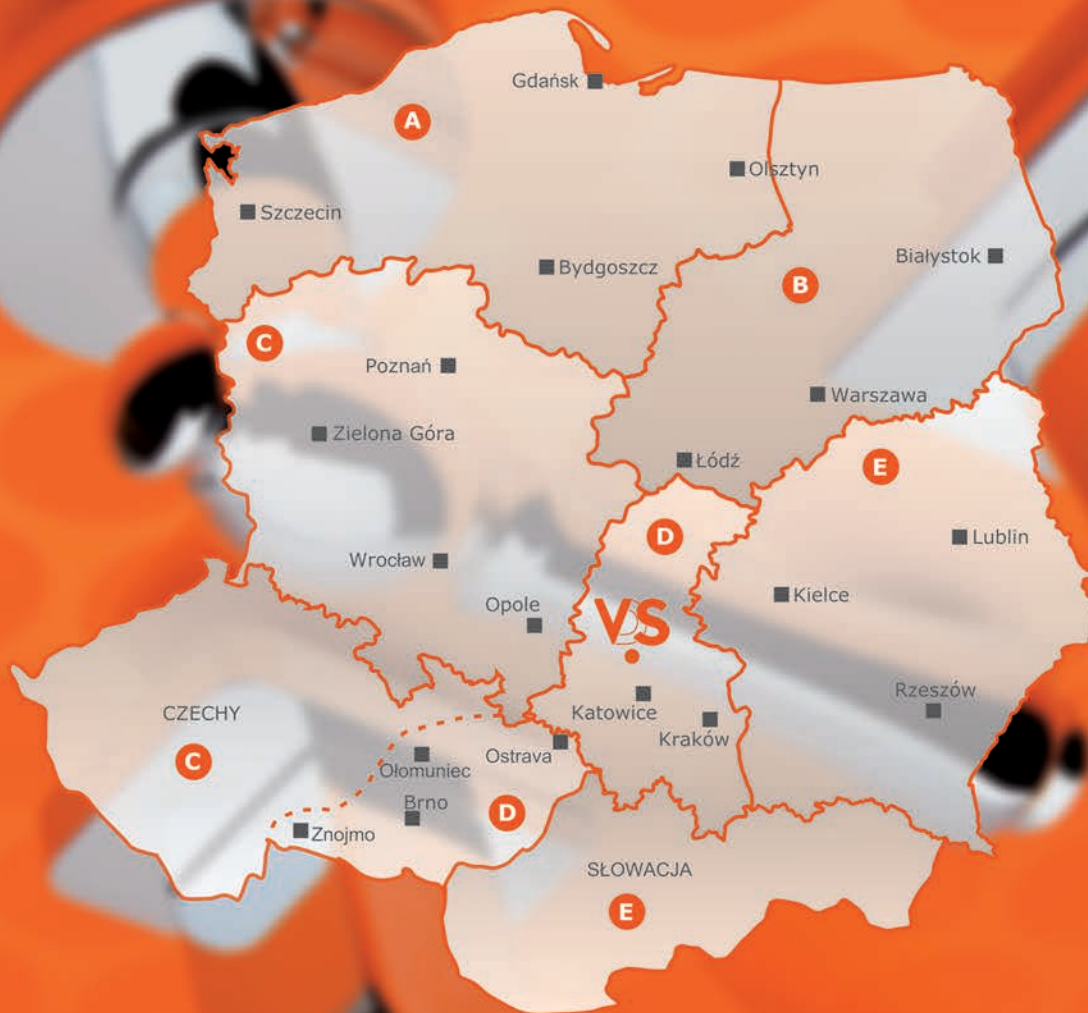 Gdańsk
A
Olsztyn
Szczecin
Białystok
Bydgoszcz
B
C
Poznań
Warszawa
Zielona Góra
Łódź
E
D
Lublin
Wrocław
Kielce
Opole
VS
Rzeszów
Katowice
CZECHY
Kraków
Ostrava
C
Ołomuniec
Brno
D
Znojmo
SŁOWACJA
E